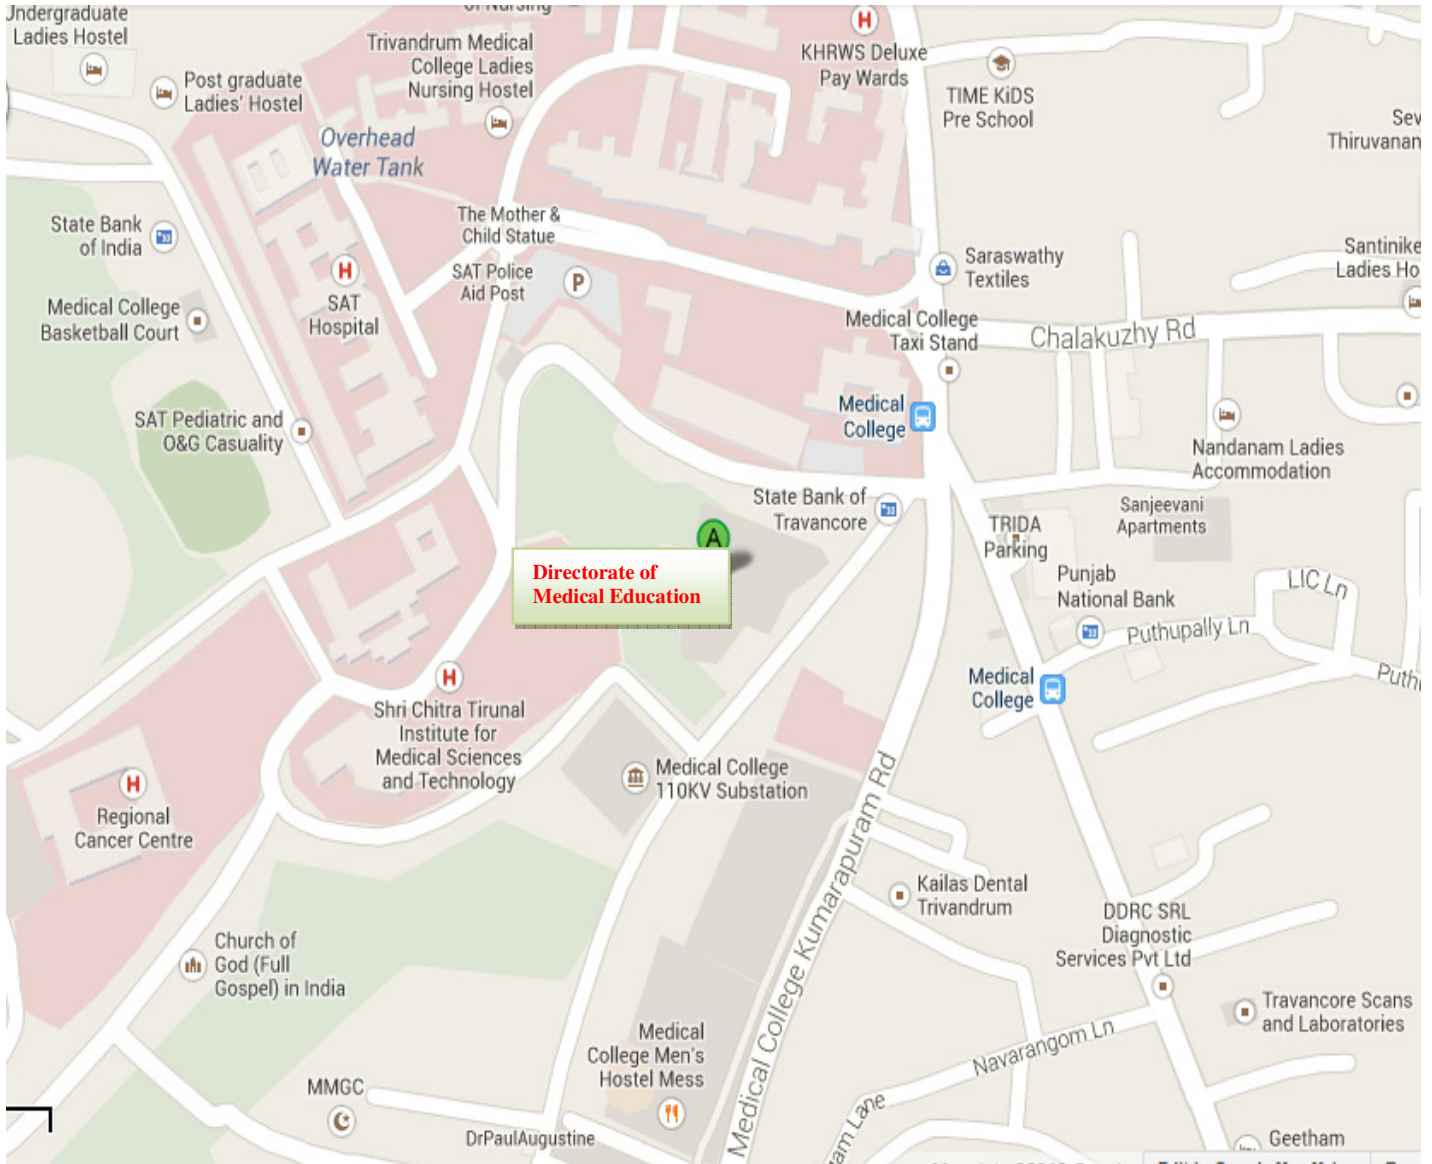 of Nursing
Undergraduate
Ladies Hostel
Post graduate
Ladies' Hostel
Trivandrum Medical
College Ladies
Nursing Hostel
KHRWS Deluxe
Pay Wards
TIME KiDS
Pre School
Sev
Thiruvanan
Overhead
Water Tank
State Bank
of India
The Mother &
Child Statue
SAT Police
Aid Post
P
Saraswathy
Textiles
Santinike
Ladies Ho
H
SAT
Hospital
Medical College
Basketball Court
Medical College
Taxi Stand
Chalakuzhy Rd
SAT Pediatric and
O&G Casuality
Medical
College
Nandanam Ladies
Accommodation
State Bank of
Travancore
Sanjeevani
Apartments
TRIDA
Parking
A
Directorate of
Medical Education
Punjab
National Bank
LIC Ln
Puthupally Ln
Puthu
Medical
College
H
Shri Chitra Tirunal
Institute for
Medical Sciences
and Technology
Medical College
110KV Substation
H
Regional
Cancer Centre
Medical College Kumarapuram Rd
Kailas Dental
Trivandrum
DDRC SRL
Diagnostic
Services Pvt Ltd
Church of
God (Full
Gospel) in India
Travancore Scans
and Laboratories
Navarangom Ln
Medical
College Men's
Hostel Mess
MMGC
DrPaulAugustine
am Lane
Geetham